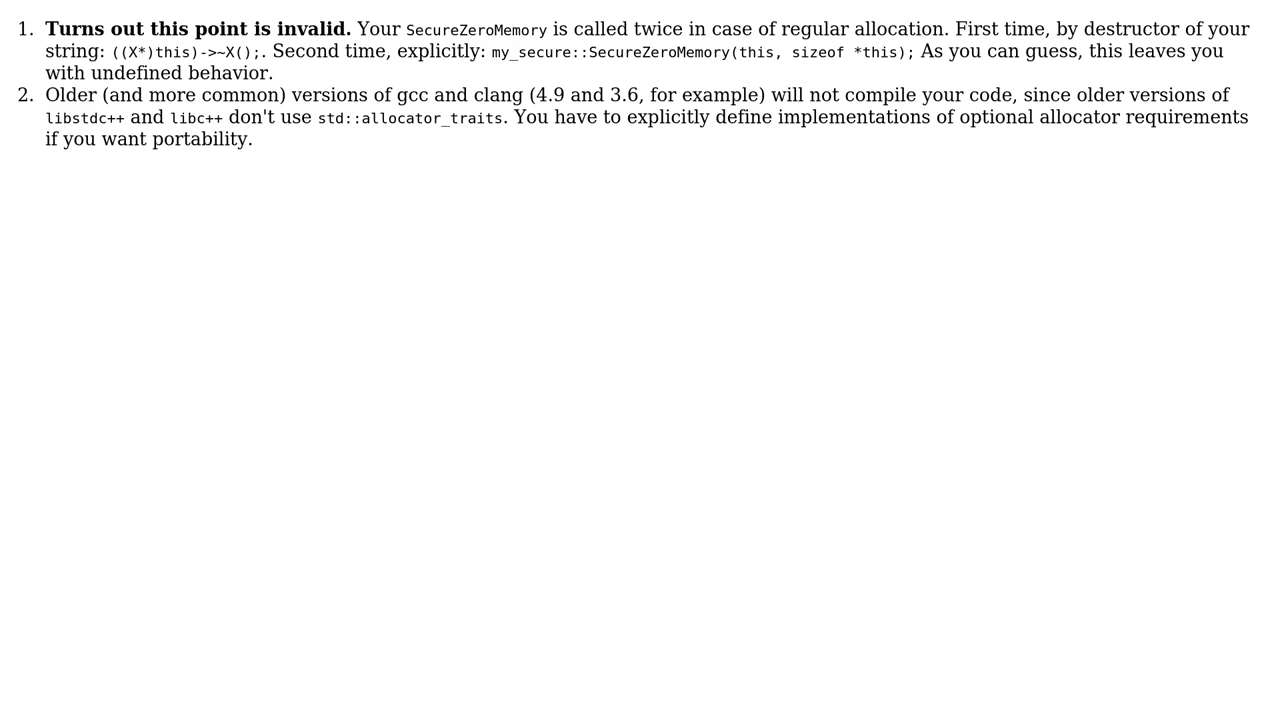 1. Turns out this point is invalid. Your SecureZeroMemory is called twice in case of regular allocation. First time, by destructor of your
string: ((X*)this)->~X();. Second time, explicitly: my_secure::SecureZeroMemory(this, sizeof *this); As you can guess, this leaves you
with undefined behavior.
2. Older (and more common) versions of gcc and clang (4.9 and 3.6, for example) will not compile your code, since older versions of
libstdc++ and libc++ don't use std::allocator_traits. You have to explicitly define implementations of optional allocator requirements
if you want portability.